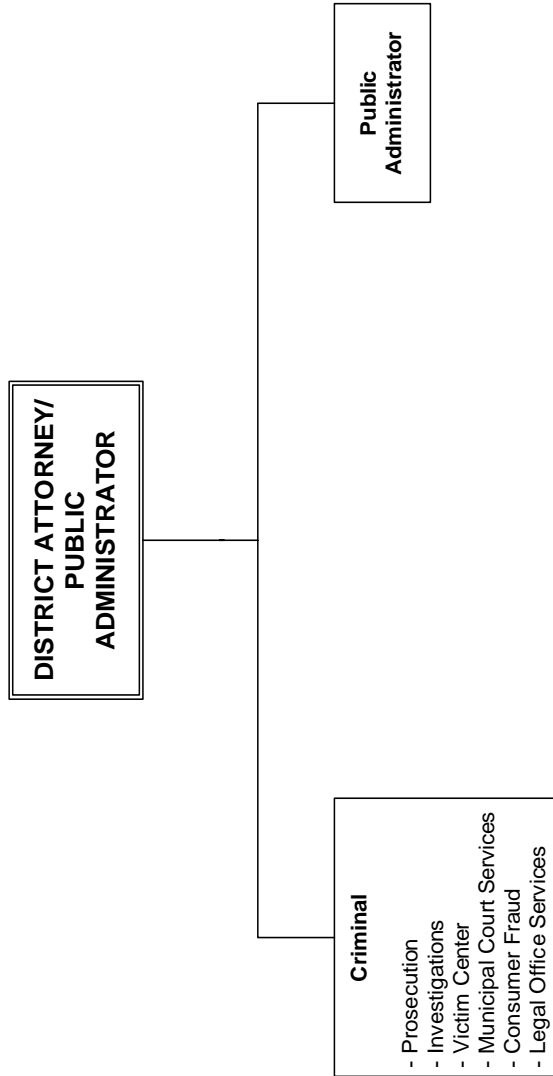 DISTRICT ATTORNEY/
PUBLIC
ADMINISTRATOR
Criminal
- Prosecution
- Investigations
- Victim Center
- Municipal Court Services
- Consumer Fraud
- Legal Office Services
Public
Administrator